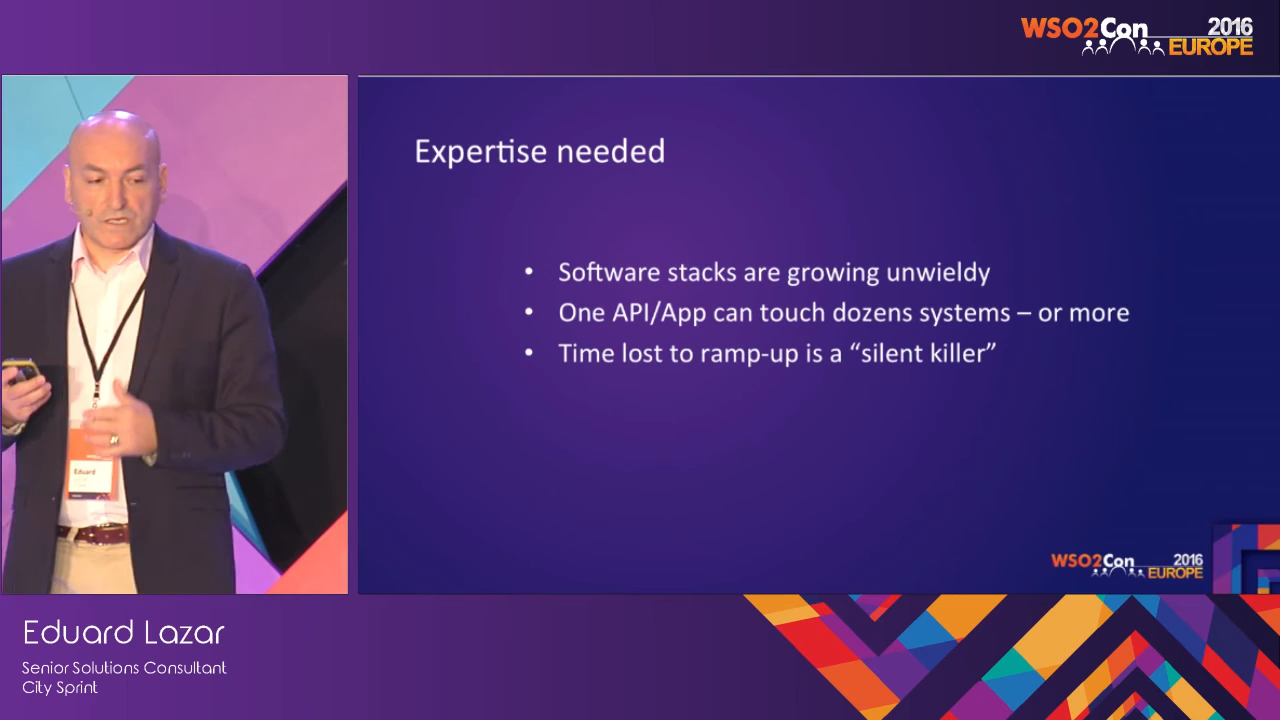 WSO2Con 2016
EUROPE
Expertise needed
• Software stacks are growing unwieldy
• One API/App can touch dozens systems – or more
• Time lost to ramp-up is a “silent killer”
Eduard
WSO2Con 2016
EUROPE
Eduard Lazar
Senior Solutions Consultant
City Sprint